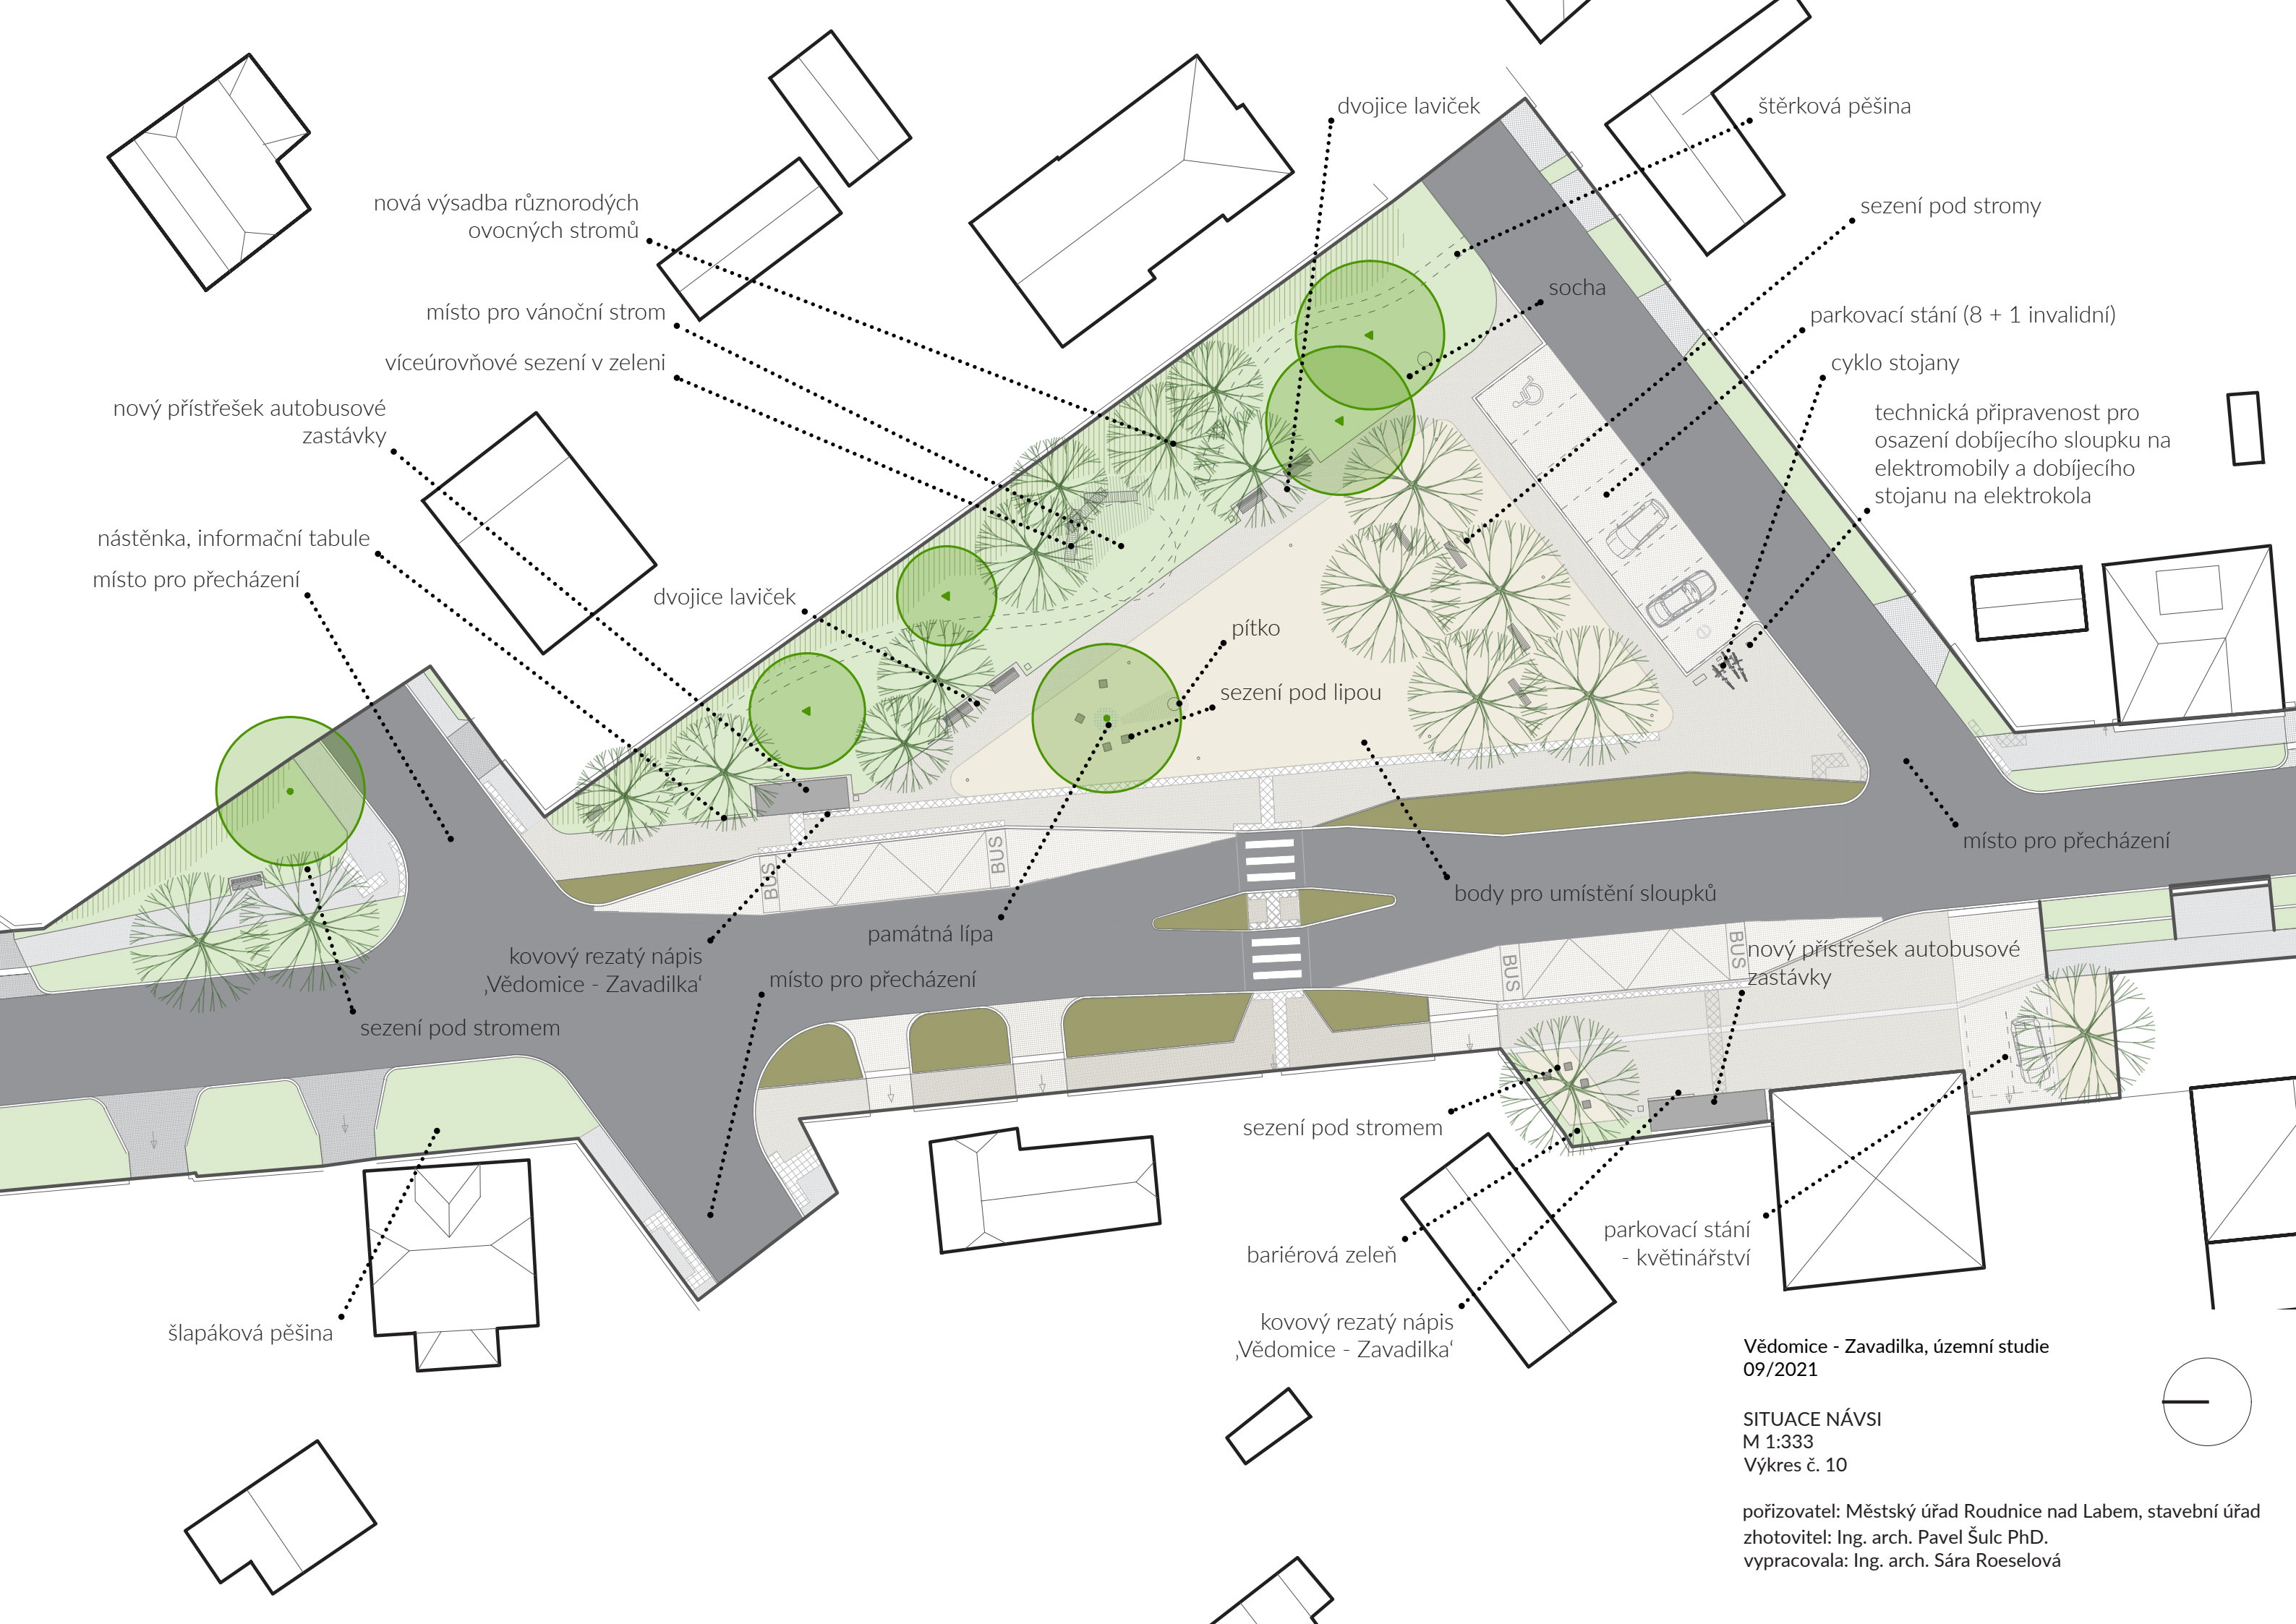 dvojice laviček
štěrková pěšina
nová výsadba různorodých
ovocných stromů
sezení pod stromy
socha
místo pro vánoční strom
parkovací stání (8 + 1 invalidní)
víceúrovňové sezení v zeleni
cyklo stojany
nový přístřešek autobusové
zastávky
technická připravenost pro
osazení dobíjecího sloupku na
elektromobily a dobíjecího
stojanu na elektrokola
nástěnka, informační tabule
místo pro přecházení
dvojice laviček
pítko
sezení pod lipou
místo pro přecházení
BUS
BUS
body pro umístění sloupků
památná lípa
kovový rezatý nápis
‚Vědomice - Zavadilka‘
místo pro přecházení
BUS
BUS
nový přístřešek autobusové
zastávky
sezení pod stromem
sezení pod stromem
bariérová zeleň
parkovací stání
- květinářství
šlapáková pěšina
kovový rezatý nápis
‚Vědomice - Zavadilka‘
Vědomice - Zavadilka, územní studie
09/2021
SITUACE NÁVSI
M 1:333
Výkres č. 10
pořizovatel: Městský úřad Roudnice nad Labem, stavební úřad
zhotovitel: Ing. arch. Pavel Šulc PhD.
vypracovala: Ing. arch. Sára Roeselová